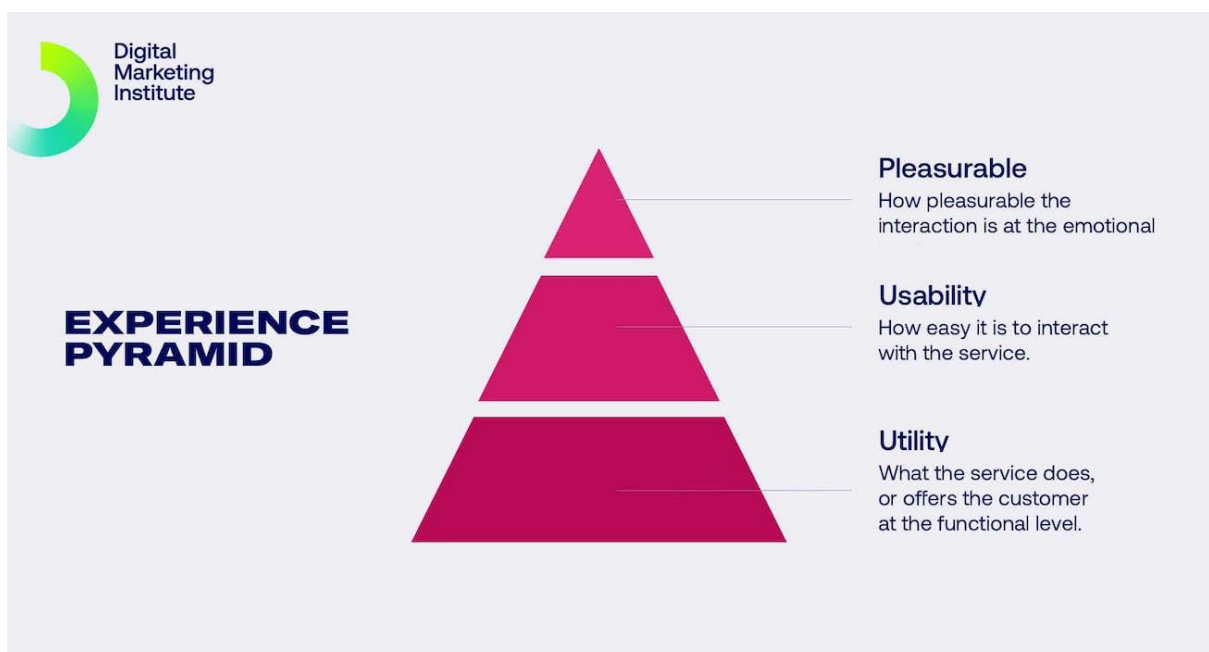 Digital
Marketing
Institute
EXPERIENCE
PYRAMID
Pleasurable
How pleasurable the
interaction is at the emotional
Usability
How easy it is to interact
with the service.
Utility
What the service does,
or offers the customer
at the functional level.